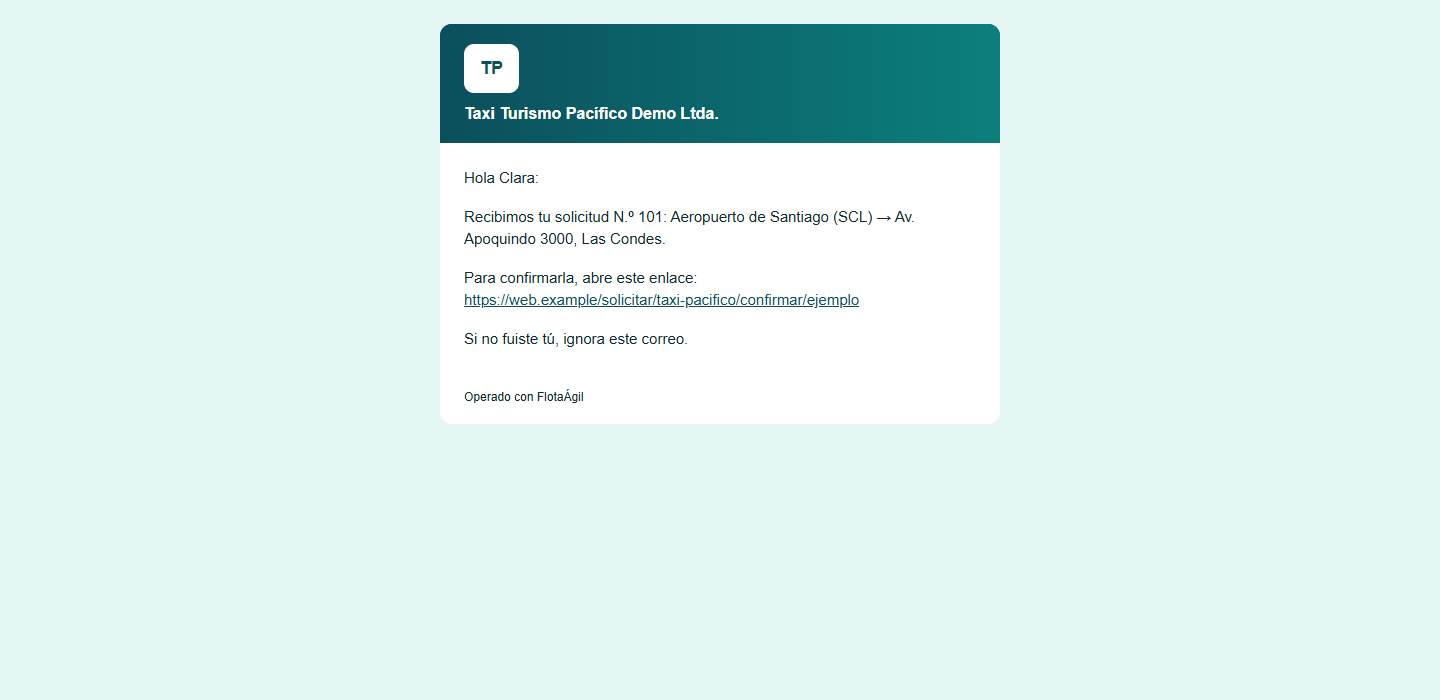 TP
Taxi Turismo Pacífico Demo Ltda.
Hola Clara:
Recibimos tu solicitud N.º 101: Aeropuerto de Santiago (SCL) → Av.
Apoquindo 3000, Las Condes.
Para confirmarla, abre este enlace:
https://web.example/solicitar/taxi-pacifico/confirmar/ejemplo
Si no fuiste tú, ignora este correo.
Operado con FlotaÁgil